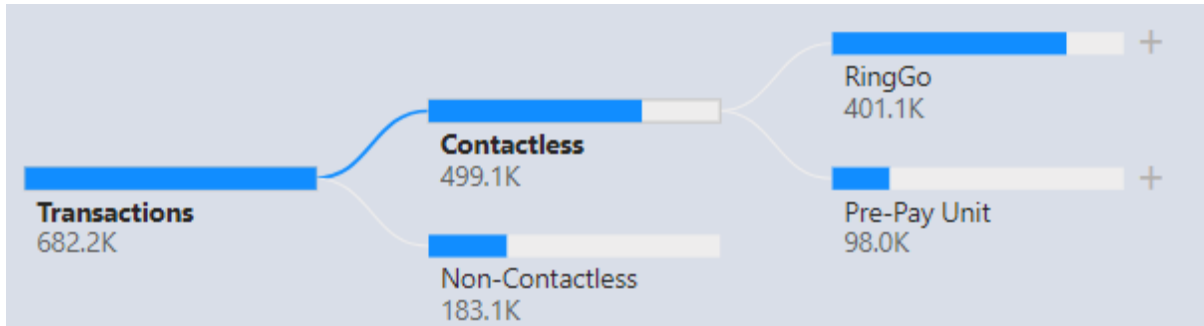 RingGo
401.1K
Contactless
499.1K
Transactions
682.2K
Pre-Pay Unit
98.0K
Non-Contactless
183.1K